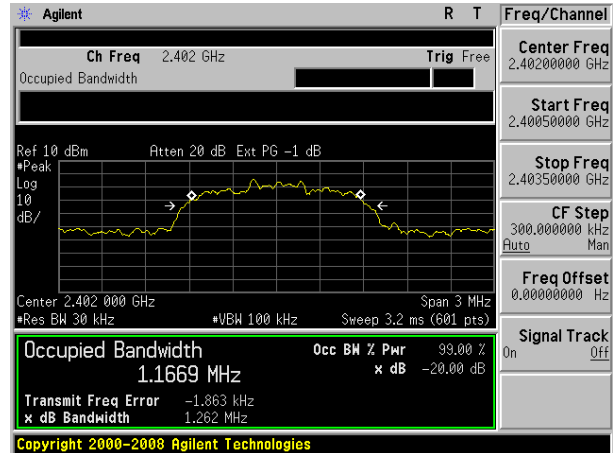 Agilent R T Freq/Channel
Ch Freq 2.402 GHz Trig Free
Occupied Bandwidth
Center Freq
2.40200000 GHz
Start Freq
2.40050000 GHz
Stop Freq
2.40350000 GHz
CF Step
300.000000 kHz
Auto Man
Freq Offset
0.00000000 Hz
Signal Track
On Off
Ref 10 dBm Atten 20 dB Ext PG -1 dB
#Peak
Log
10
dB/
Center 2.402 000 GHz Span 3 MHz
#Res BW 30 kHz #VBW 100 kHz Sweep 3.2 ms (601 pts)
Occupied Bandwidth Occ BW % Pwr 99.00 %
1.1669 MHz x dB -20.00 dB
Transmit Freq Error -1.863 kHz
x dB Bandwidth 1.262 MHz
Copyright 2000-2008 Agilent Technologies